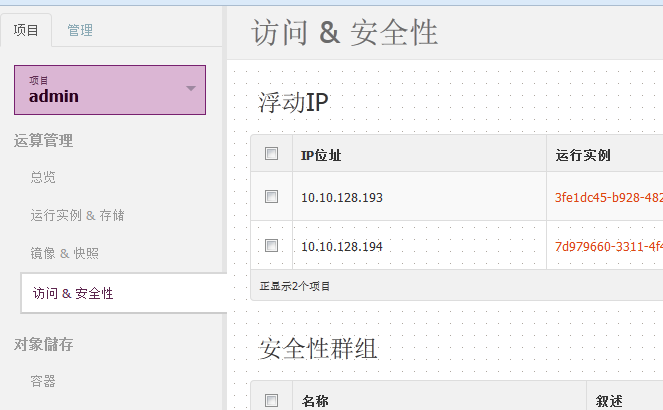 项目 管理
项目
admin
运算管理
总览
运行实例 & 存储
镜像 & 快照
访问 & 安全性
对象儲存
容器
访问 & 安全性
浮动IP
IP位址 运行实例
10.10.128.193 3fe1dc45-b928-482
10.10.128.194 7d979660-3311-4f4
正显示2个项目
安全性群组
名称 叙述